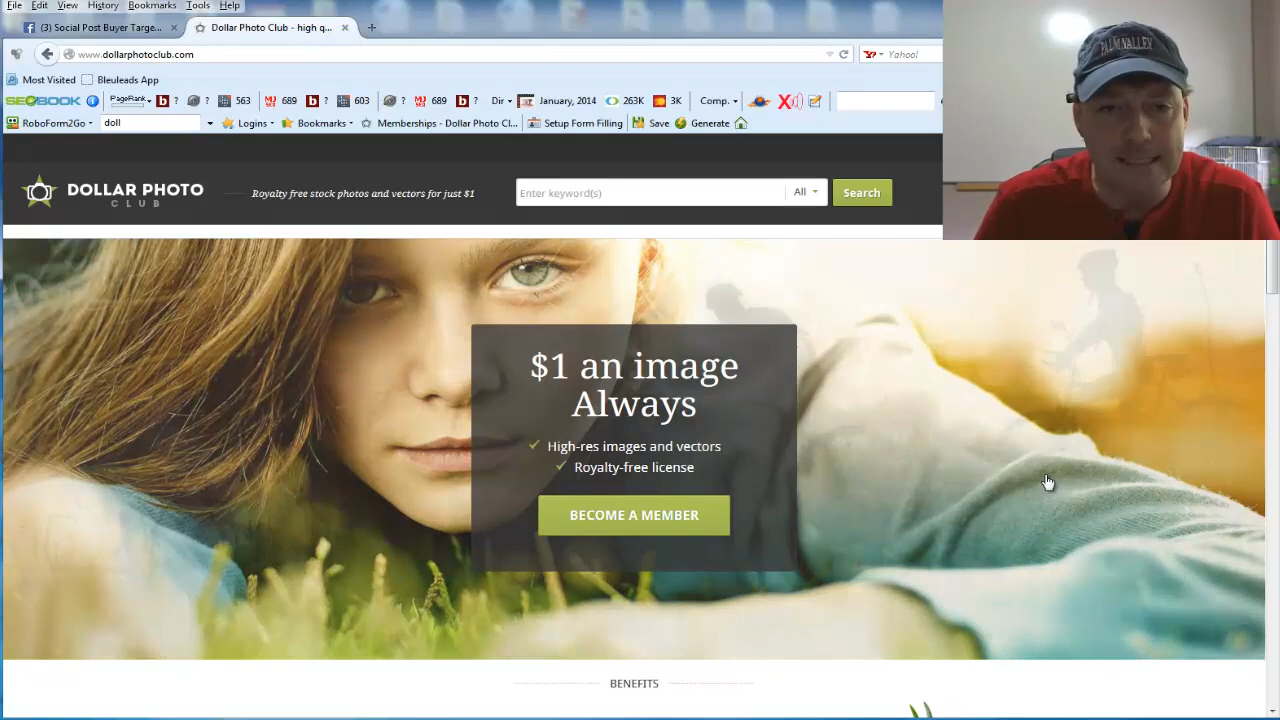 File Edit View History Bookmarks Tools Help
(3) Social Post Buyer Targe... × Dollar Photo Club - high q... × +
www.dollarphotoclub.com Yahoo!
Most Visited Bleuleads App
SEOBOOK PageRank ? ? 563 689 ? 603 ? 689 ? Dir January, 2014 263K 3K Comp.
RoboForm2Go doll Logins Bookmarks Memberships - Dollar Photo Cl... Setup Form Filling Save Generate
DOLLAR PHOTO
CLUB
Royalty free stock photos and vectors for just $1
Enter keyword(s) All Search
PALM VALLEY
$1 an image
Always
High-res images and vectors
Royalty-free license
BECOME A MEMBER
BENEFITS